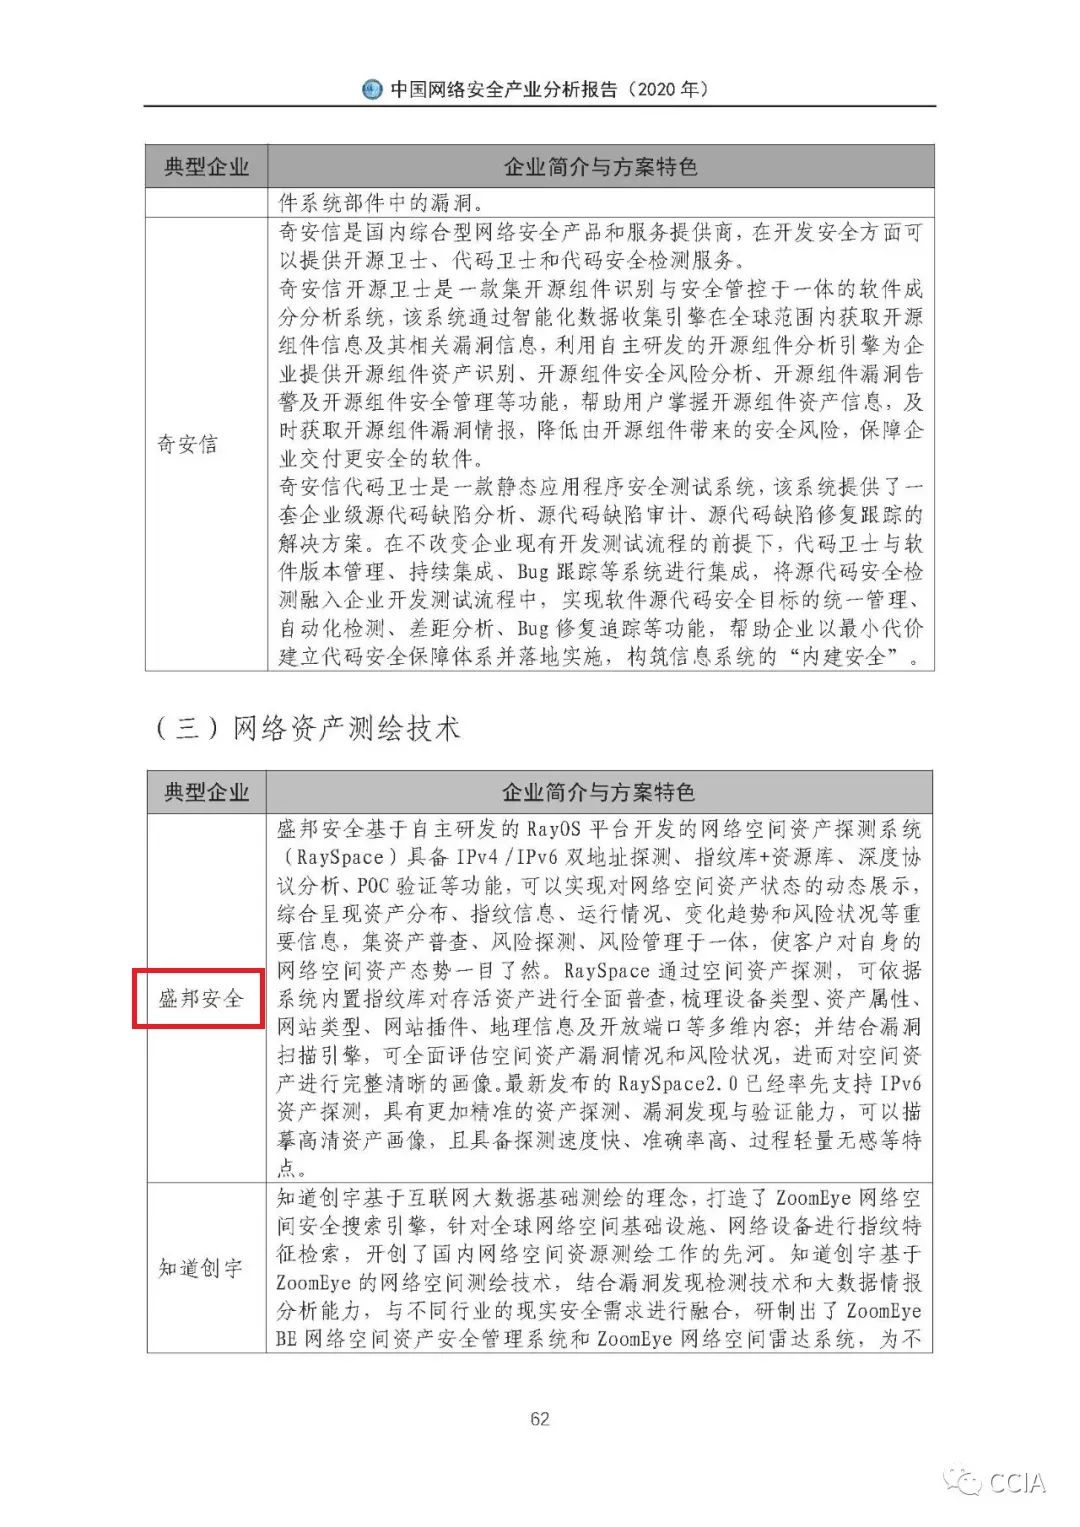 中国网络安全产业分析报告（2020 年）
典型企业 企业简介与方案特色
件系统部件中的漏洞。
奇安信是国内综合型网络安全产品和服务提供商，在开发安全方面可
以提供开源卫士、代码卫士和代码安全检测服务。
奇安信开源卫士是一款集开源组件识别与安全管控于一体的软件成
分分析系统，该系统通过智能化数据收集引擎在全球范围内获取开源
组件信息及其相关漏洞信息，利用自主研发的开源组件分析引擎为企
业提供开源组件资产识别、开源组件安全风险分析、开源组件漏洞告
警及开源组件安全管理等功能，帮助用户掌握开源组件资产信息，及
时获取开源组件漏洞情报，降低由开源组件带来的安全风险，保障企
奇安信
业交付更安全的软件。
奇安信代码卫士是一款静态应用程序安全测试系统，该系统提供了一
套企业级源代码缺陷分析、源代码缺陷审计、源代码缺陷修复跟踪的
解决方案。在不改变企业现有开发测试流程的前提下，代码卫士与软
件版本管理、持续集成、Bug 跟踪等系统进行集成，将源代码安全检
测融入企业开发测试流程中，实现软件源代码安全目标的统一管理、
自动化检测、差距分析、Bug 修复追踪等功能，帮助企业以最小代价
建立代码安全保障体系并落地实施，构筑信息系统的“内建安全”。
（三）网络资产测绘技术
典型企业 企业简介与方案特色
盛邦安全基于自主研发的 RayOS 平台开发的网络空间资产探测系统
（RaySpace）具备 IPv4/IPv6 双地址探测、指纹库+资源库、深度协
议分析、POC 验证等功能，可以实现对网络空间资产状态的动态展示，
综合呈现资产分布、指纹信息、运行情况、变化趋势和风险状况等重
要信息，集资产普查、风险探测、风险管理于一体，使客户对自身的
网络空间资产态势一目了然。RaySpace 通过空间资产探测，可依据
盛邦安全
系统内置指纹库对存活资产进行全面普查，梳理设备类型、资产属性、
网站类型、网站插件、地理信息及开放端口等多维内容；并结合漏洞
扫描引擎，可全面评估空间资产漏洞情况和风险状况，进而对空间资
产进行完整清晰的画像。最新发布的 RaySpace2.0 已经率先支持 IPv6
资产探测，具有更加精准的资产探测、漏洞发现与验证能力，可以描
摹高清资产画像，且具备探测速度快、准确率高、过程轻量无感等特
点。
知道创宇基于互联网大数据基础测绘的理念，打造了 ZoomEye 网络空
间安全搜索引擎，针对全球网络空间基础设施、网络设备进行指纹特
征检索，开创了国内网络空间资源测绘工作的先河。知道创宇基于
知道创宇
ZoomEye 的网络空间测绘技术，结合漏洞发现检测技术和大数据情报
分析能力，与不同行业的现实安全需求进行融合，研制出了 ZoomEye
BE 网络空间资产安全管理系统和 ZoomEye 网络空间雷达系统，为不
62
CCIA